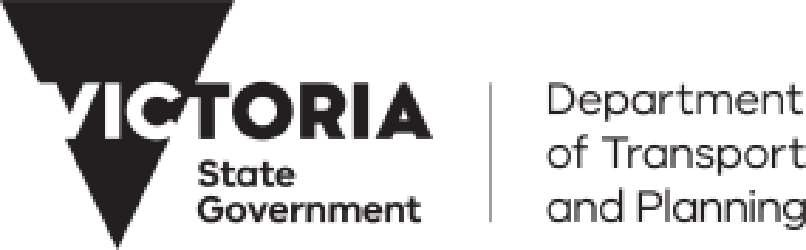 VICTORIA
State
Government
Department
of Transport
and Planning